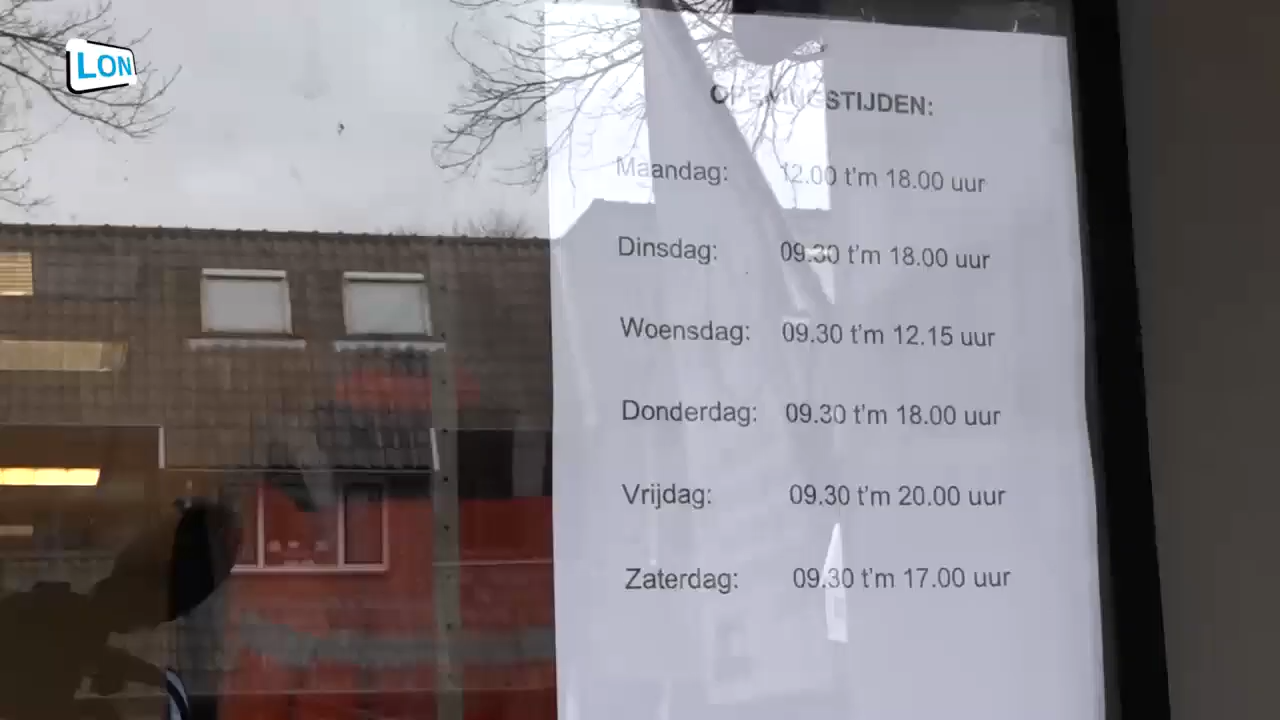 LON
OPENINGSTIJDEN:
Maandag: 12.00 t'm 18.00 uur
Dinsdag: 09.30 t'm 18.00 uur
Woensdag: 09.30 t'm 12.15 uur
Donderdag: 09.30 t'm 18.00 uur
Vrijdag: 09.30 t'm 20.00 uur
Zaterdag: 09.30 t'm 17.00 uur